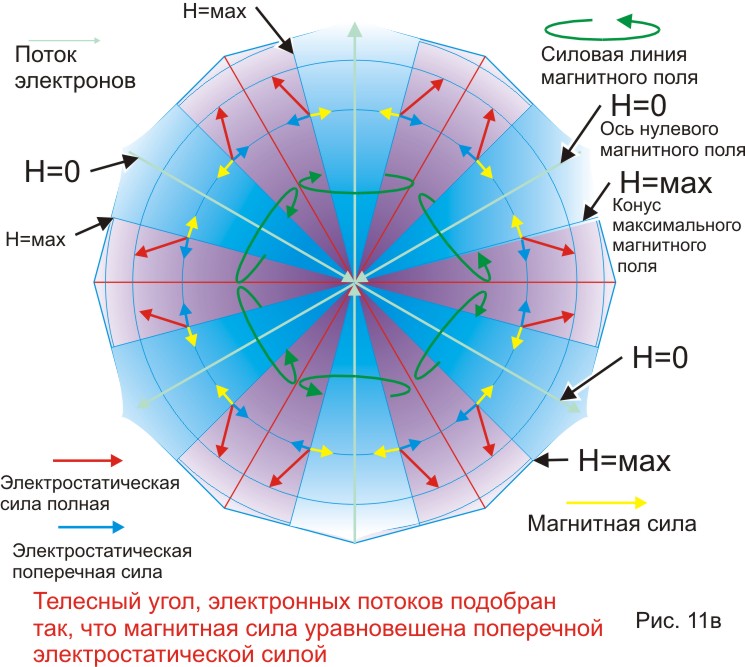 H=мах
Поток
электронов
Силовая линия
магнитного поля
H=0
Ось нулевого
магнитного поля
H=0
H=мах
Конус
максимального
магнитного
поля
H=мах
H=0
H=мах
Электростатическая
сила полная
Электростатическая
поперечная сила
Магнитная сила
Телесный угол, электронных потоков подобран
так, что магнитная сила уравновешена поперечной
электростатической силой
Рис. 11в